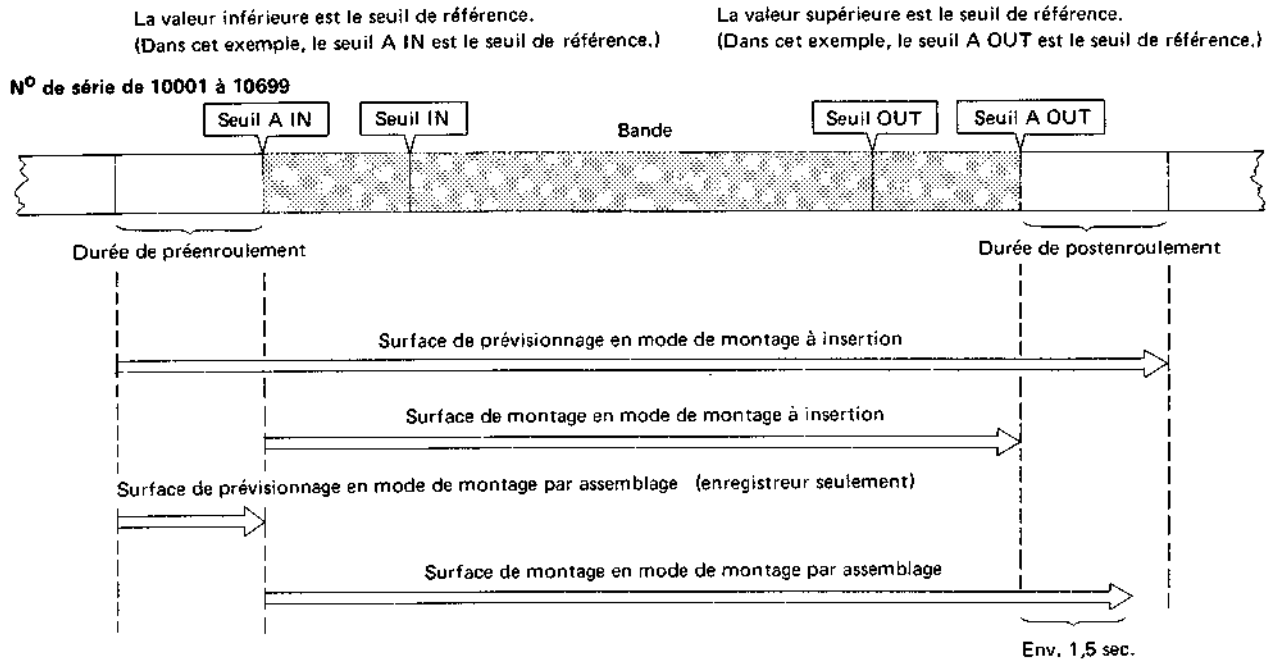 La valeur inférieure est le seuil de référence.
(Dans cet exemple, le seuil A IN est le seuil de référence.)
La valeur supérieure est le seuil de référence.
(Dans cet exemple, le seuil A OUT est le seuil de référence.)
Nº de série de 10001 à 10699
Seuil A IN
Seuil IN
Bande
Seuil OUT
Seuil A OUT
Durée de préenroulement
Durée de postenroulement
Surface de prévisionnage en mode de montage à insertion
Surface de montage en mode de montage à insertion
Surface de prévisionnage en mode de montage par assemblage (enregistreur seulement)
Surface de montage en mode de montage par assemblage
Env. 1,5 sec.